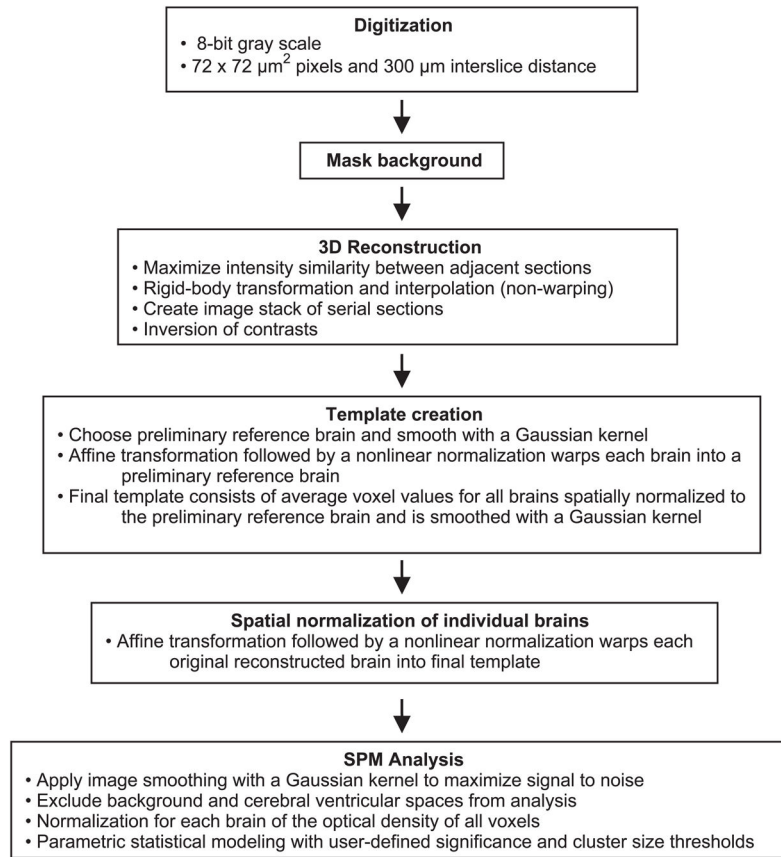 Digitization
• 8-bit gray scale
• 72 x 72 µm² pixels and 300 µm interslice distance
Mask background
3D Reconstruction
• Maximize intensity similarity between adjacent sections
• Rigid-body transformation and interpolation (non-warping)
• Create image stack of serial sections
• Inversion of contrasts
Template creation
• Choose preliminary reference brain and smooth with a Gaussian kernel
• Affine transformation followed by a nonlinear normalization warps each brain into a
preliminary reference brain
• Final template consists of average voxel values for all brains spatially normalized to
the preliminary reference brain and is smoothed with a Gaussian kernel
Spatial normalization of individual brains
• Affine transformation followed by a nonlinear normalization warps each
original reconstructed brain into final template
SPM Analysis
• Apply image smoothing with a Gaussian kernel to maximize signal to noise
• Exclude background and cerebral ventricular spaces from analysis
• Normalization for each brain of the optical density of all voxels
• Parametric statistical modeling with user-defined significance and cluster size thresholds